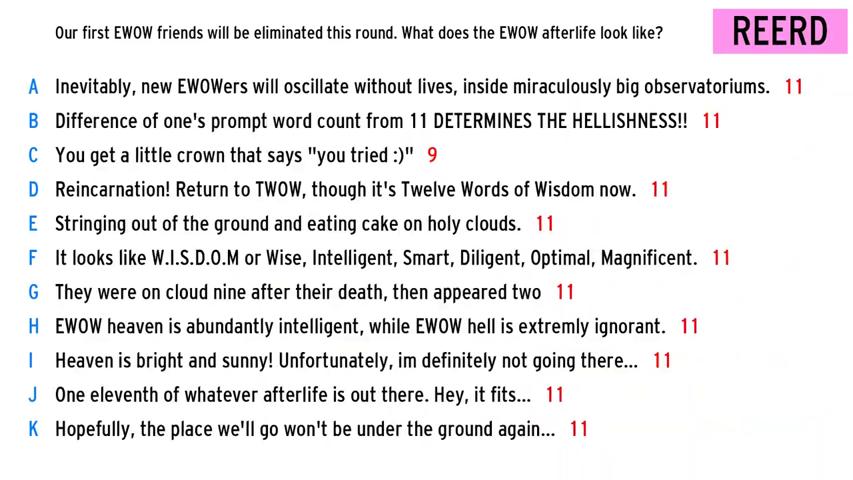 Our first EWOW friends will be eliminated this round. What does the EWOW afterlife look like?
REERD
A Inevitably, new EWOWers will oscillate without lives, inside miraculously big observatoriums. 11
B Difference of one's prompt word count from 11 DETERMINES THE HELLISHNESS!! 11
C You get a little crown that says "you tried :)" 9
D Reincarnation! Return to TWOW, though it's Twelve Words of Wisdom now. 11
E Stringing out of the ground and eating cake on holy clouds. 11
F It looks like W.I.S.D.O.M or Wise, Intelligent, Smart, Diligent, Optimal, Magnificent. 11
G They were on cloud nine after their death, then appeared two 11
H EWOW heaven is abundantly intelligent, while EWOW hell is extremly ignorant. 11
I Heaven is bright and sunny! Unfortunately, im definitely not going there... 11
J One eleventh of whatever afterlife is out there. Hey, it fits... 11
K Hopefully, the place we'll go won't be under the ground again... 11